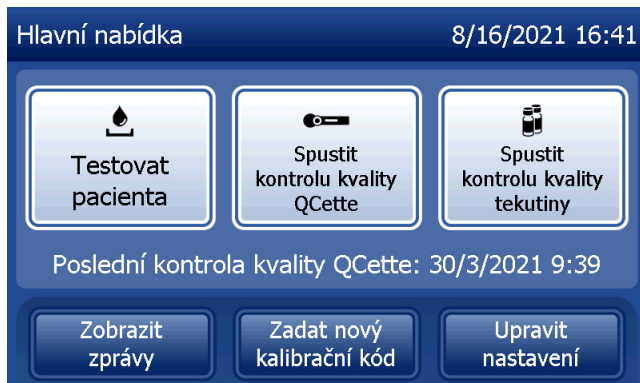 Hlavní nabídka 8/16/2021 16:41
Testovat
pacienta
Spustit
kontrolu kvality
QCette
Spustit
kontrolu kvality
tekutiny
Poslední kontrola kvality QCette: 30/3/2021 9:39
Zobrazit
zprávy
Zadat nový
kalibrační kód
Upravit
nastavení